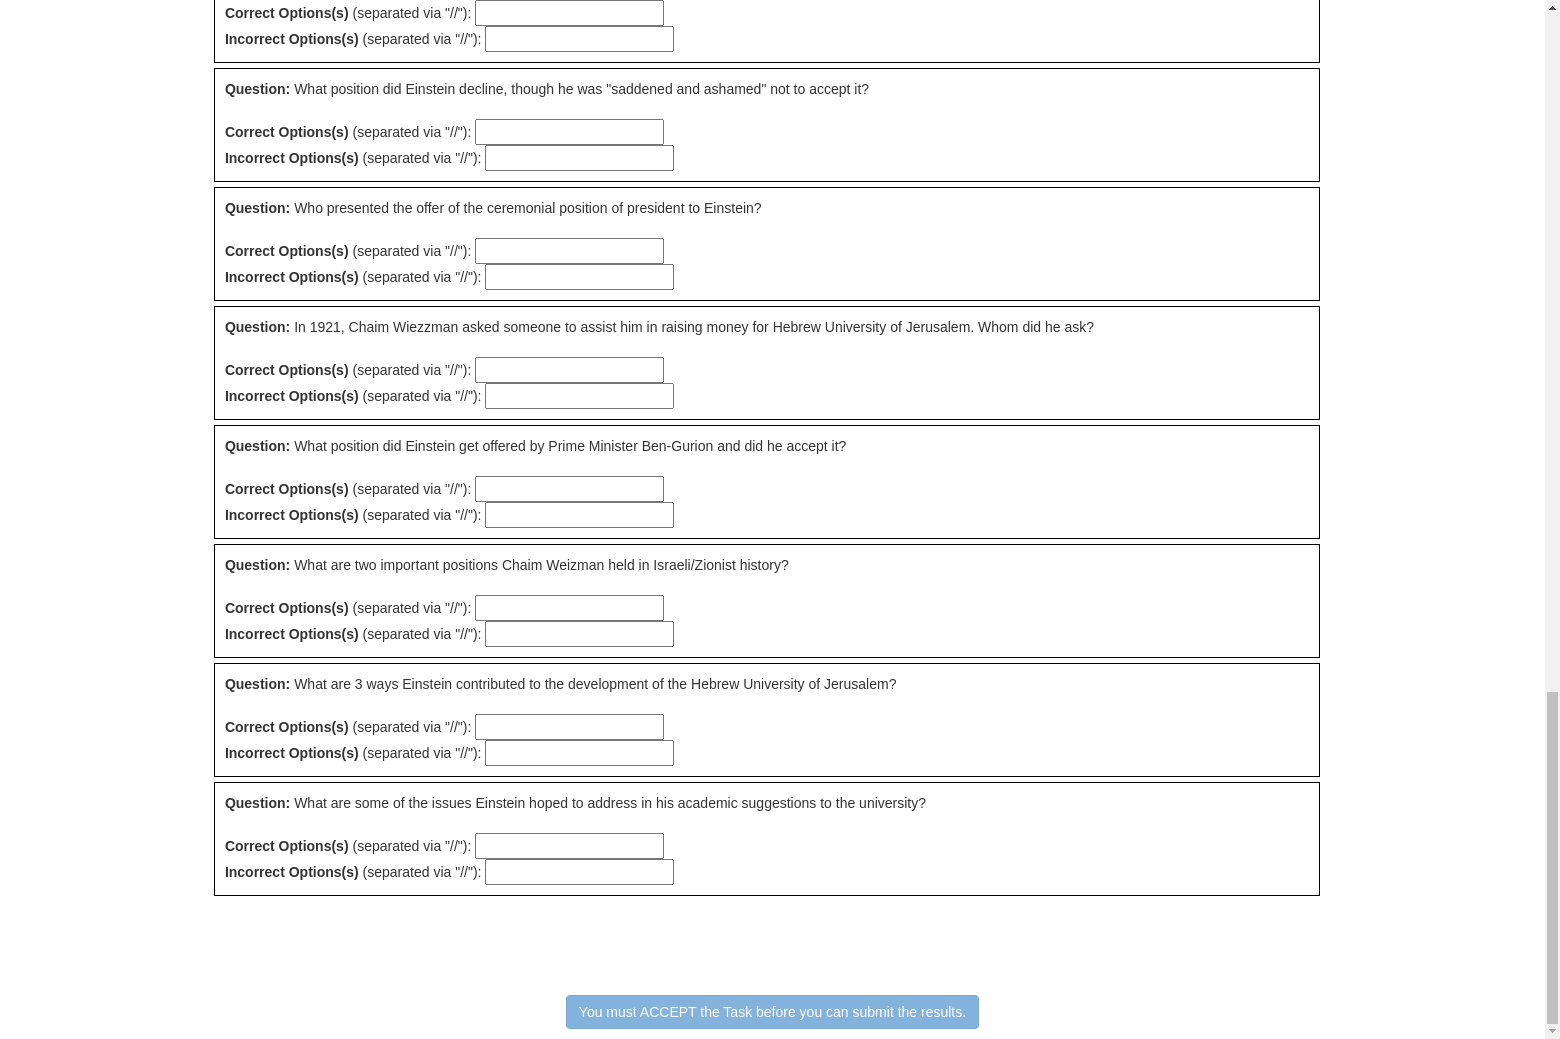 Correct Options(s) (separated via "//"):
Incorrect Options(s) (separated via "//"):
Question: What position did Einstein decline, though he was "saddened and ashamed" not to accept it?
Correct Options(s) (separated via "//"):
Incorrect Options(s) (separated via "//"):
Question: Who presented the offer of the ceremonial position of president to Einstein?
Correct Options(s) (separated via "//"):
Incorrect Options(s) (separated via "//"):
Question: In 1921, Chaim Wiezzman asked someone to assist him in raising money for Hebrew University of Jerusalem. Whom did he ask?
Correct Options(s) (separated via "//"):
Incorrect Options(s) (separated via "//"):
Question: What position did Einstein get offered by Prime Minister Ben-Gurion and did he accept it?
Correct Options(s) (separated via "//"):
Incorrect Options(s) (separated via "//"):
Question: What are two important positions Chaim Weizman held in Israeli/Zionist history?
Correct Options(s) (separated via "//"):
Incorrect Options(s) (separated via "//"):
Question: What are 3 ways Einstein contributed to the development of the Hebrew University of Jerusalem?
Correct Options(s) (separated via "//"):
Incorrect Options(s) (separated via "//"):
Question: What are some of the issues Einstein hoped to address in his academic suggestions to the university?
Correct Options(s) (separated via "//"):
Incorrect Options(s) (separated via "//"):
You must ACCEPT the Task before you can submit the results.